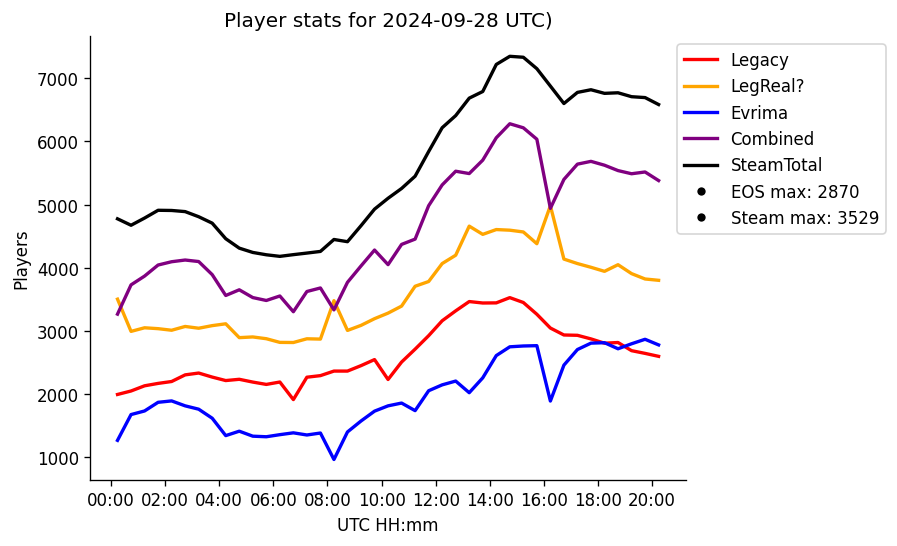 Player stats for 2024-09-28 UTC)
Legacy
LegReal?
Evrima
Combined
SteamTotal
EOS max: 2870
Steam max: 3529
Players
7000
6000
5000
4000
3000
2000
1000
00:00 02:00 04:00 06:00 08:00 10:00 12:00 14:00 16:00 18:00 20:00
UTC HH:mm